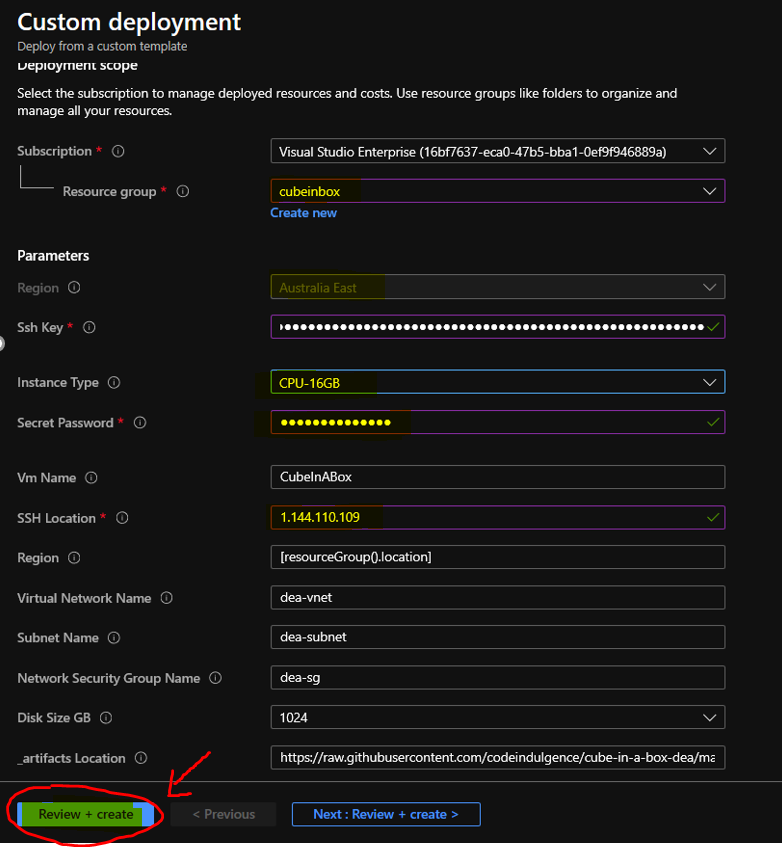 Custom deployment
Deploy from a custom template
Deployment scope
Select the subscription to manage deployed resources and costs. Use resource groups like folders to organize and
manage all your resources.
Subscription *
Visual Studio Enterprise (16bf7637-eca0-47b5-bba1-0ef9f946889a)
Resource group *
cubeinbox
Create new
Parameters
Region
Australia East
Ssh Key *
Instance Type
CPU-16GB
Secret Password *
Vm Name
CubeInABox
SSH Location *
1.144.110.109
Region
[resourceGroup().location]
Virtual Network Name
dea-vnet
Subnet Name
dea-subnet
Network Security Group Name
dea-sg
Disk Size GB
1024
_artifacts Location
https://raw.githubusercontent.com/codeindulgence/cube-in-a-box-dea/ma
Review + create
< Previous
Next : Review + create >